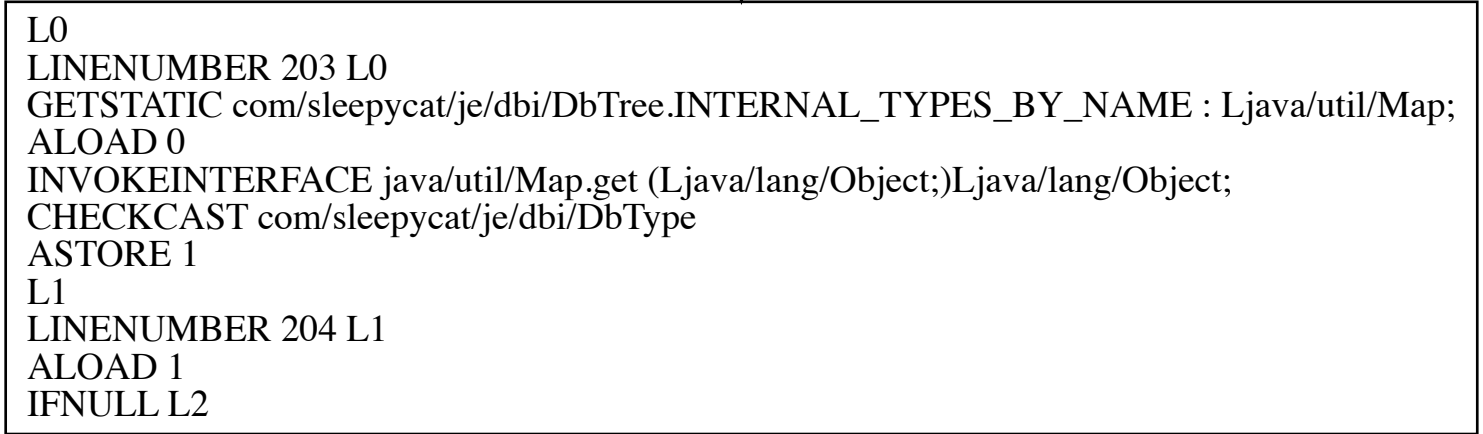 L0
LINENUMBER 203 L0
GETSTATIC com/sleepycat/je/dbi/DbTree.INTERNAL_TYPES_BY_NAME : Ljava/util/Map;
ALOAD 0
INVOKEINTERFACE java/util/Map.get (Ljava/lang/Object;)Ljava/lang/Object;
CHECKCAST com/sleepycat/je/dbi/DbType
ASTORE 1
L1
LINENUMBER 204 L1
ALOAD 1
IFNULL L2